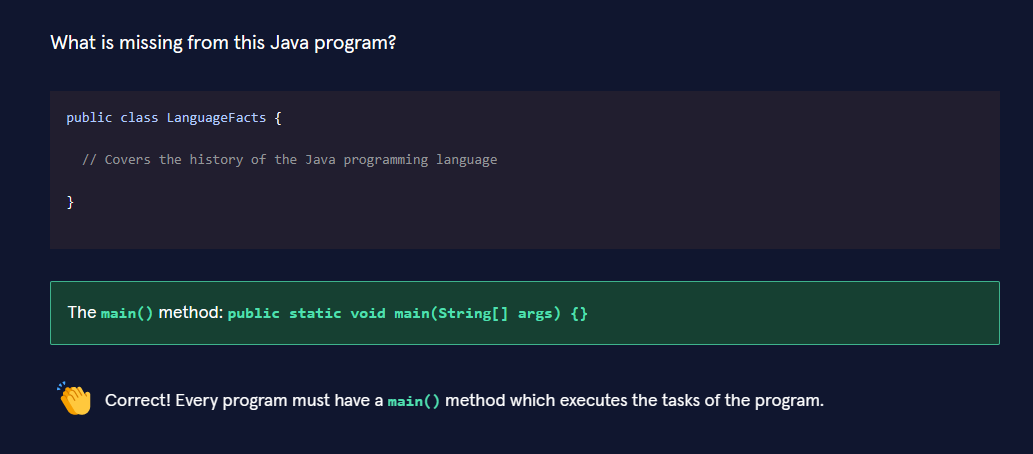 What is missing from this Java program?
public class LanguageFacts {
// Covers the history of the Java programming language
}
The main() method: public static void main(String[] args) {}
Correct! Every program must have a main() method which executes the tasks of the program.